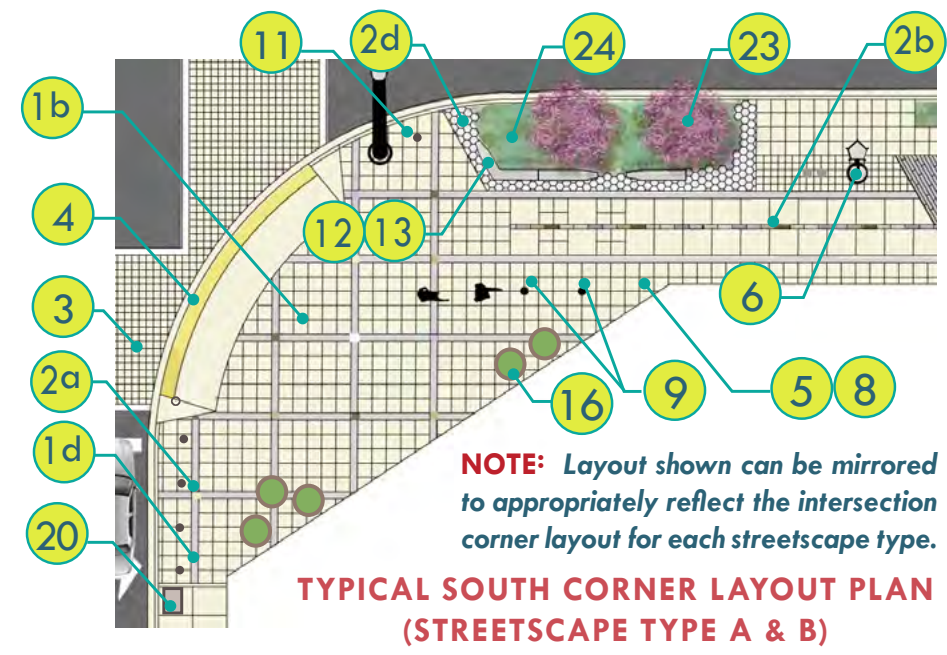 11
2d
24
23
2b
1b
4
12
13
3
6
2a
16
9
5
8
1d
20
NOTE: Layout shown can be mirrored
to appropriately reflect the intersection
corner layout for each streetscape type.
TYPICAL SOUTH CORNER LAYOUT PLAN
(STREETSCAPE TYPE A & B)